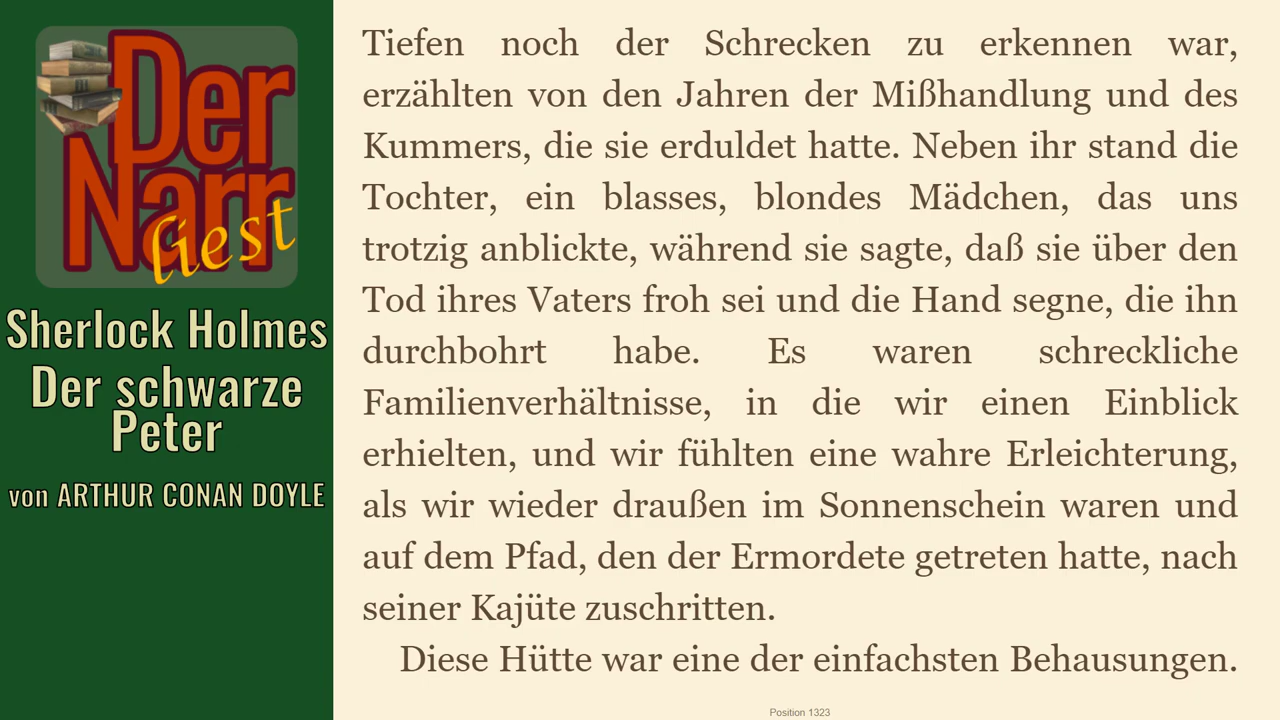 Der
Narr
liest
Sherlock Holmes
Der schwarze
Peter
von ARTHUR CONAN DOYLE
Tiefen noch der Schrecken zu erkennen war,
erzählten von den Jahren der Mißhandlung und des
Kummers, die sie erduldet hatte. Neben ihr stand die
Tochter, ein blasses, blondes Mädchen, das uns
trotzig anblickte, während sie sagte, daß sie über den
Tod ihres Vaters froh sei und die Hand segne, die ihn
durchbohrt habe. Es waren schreckliche
Familienverhältnisse, in die wir einen Einblick
erhielten, und wir fühlten eine wahre Erleichterung,
als wir wieder draußen im Sonnenschein waren und
auf dem Pfad, den der Ermordete getreten hatte, nach
seiner Kajüte zuschritten.
Diese Hütte war eine der einfachsten Behausungen.
Position 1323